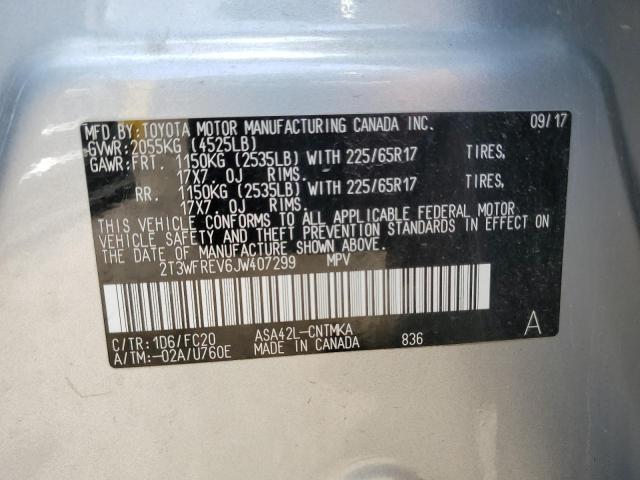 MFD.BY:TOYOTA MOTOR MANUFACTURING CANADA INC. 09/17
GVWR:2055KG (4525LB)
GAWR:FRT. 1150KG (2535LB) WITH 225/65R17 TIRES,
17X7.0J RIMS.
RR. 1150KG (2535LB) WITH 225/65R17 TIRES,
17X7.0J RIMS.
THIS VEHICLE CONFORMS TO ALL APPLICABLE FEDERAL MOTOR
VEHICLE SAFETY AND THEFT PREVENTION STANDARDS IN EFFECT ON
THE DATE OF MANUFACTURE SHOWN ABOVE.
2T3WFREV6JW407299 MPV
C/TR:1D6/FC20 ASA42L-CNTMKA A
A/TM:-02A/U760E MADE IN CANADA 836